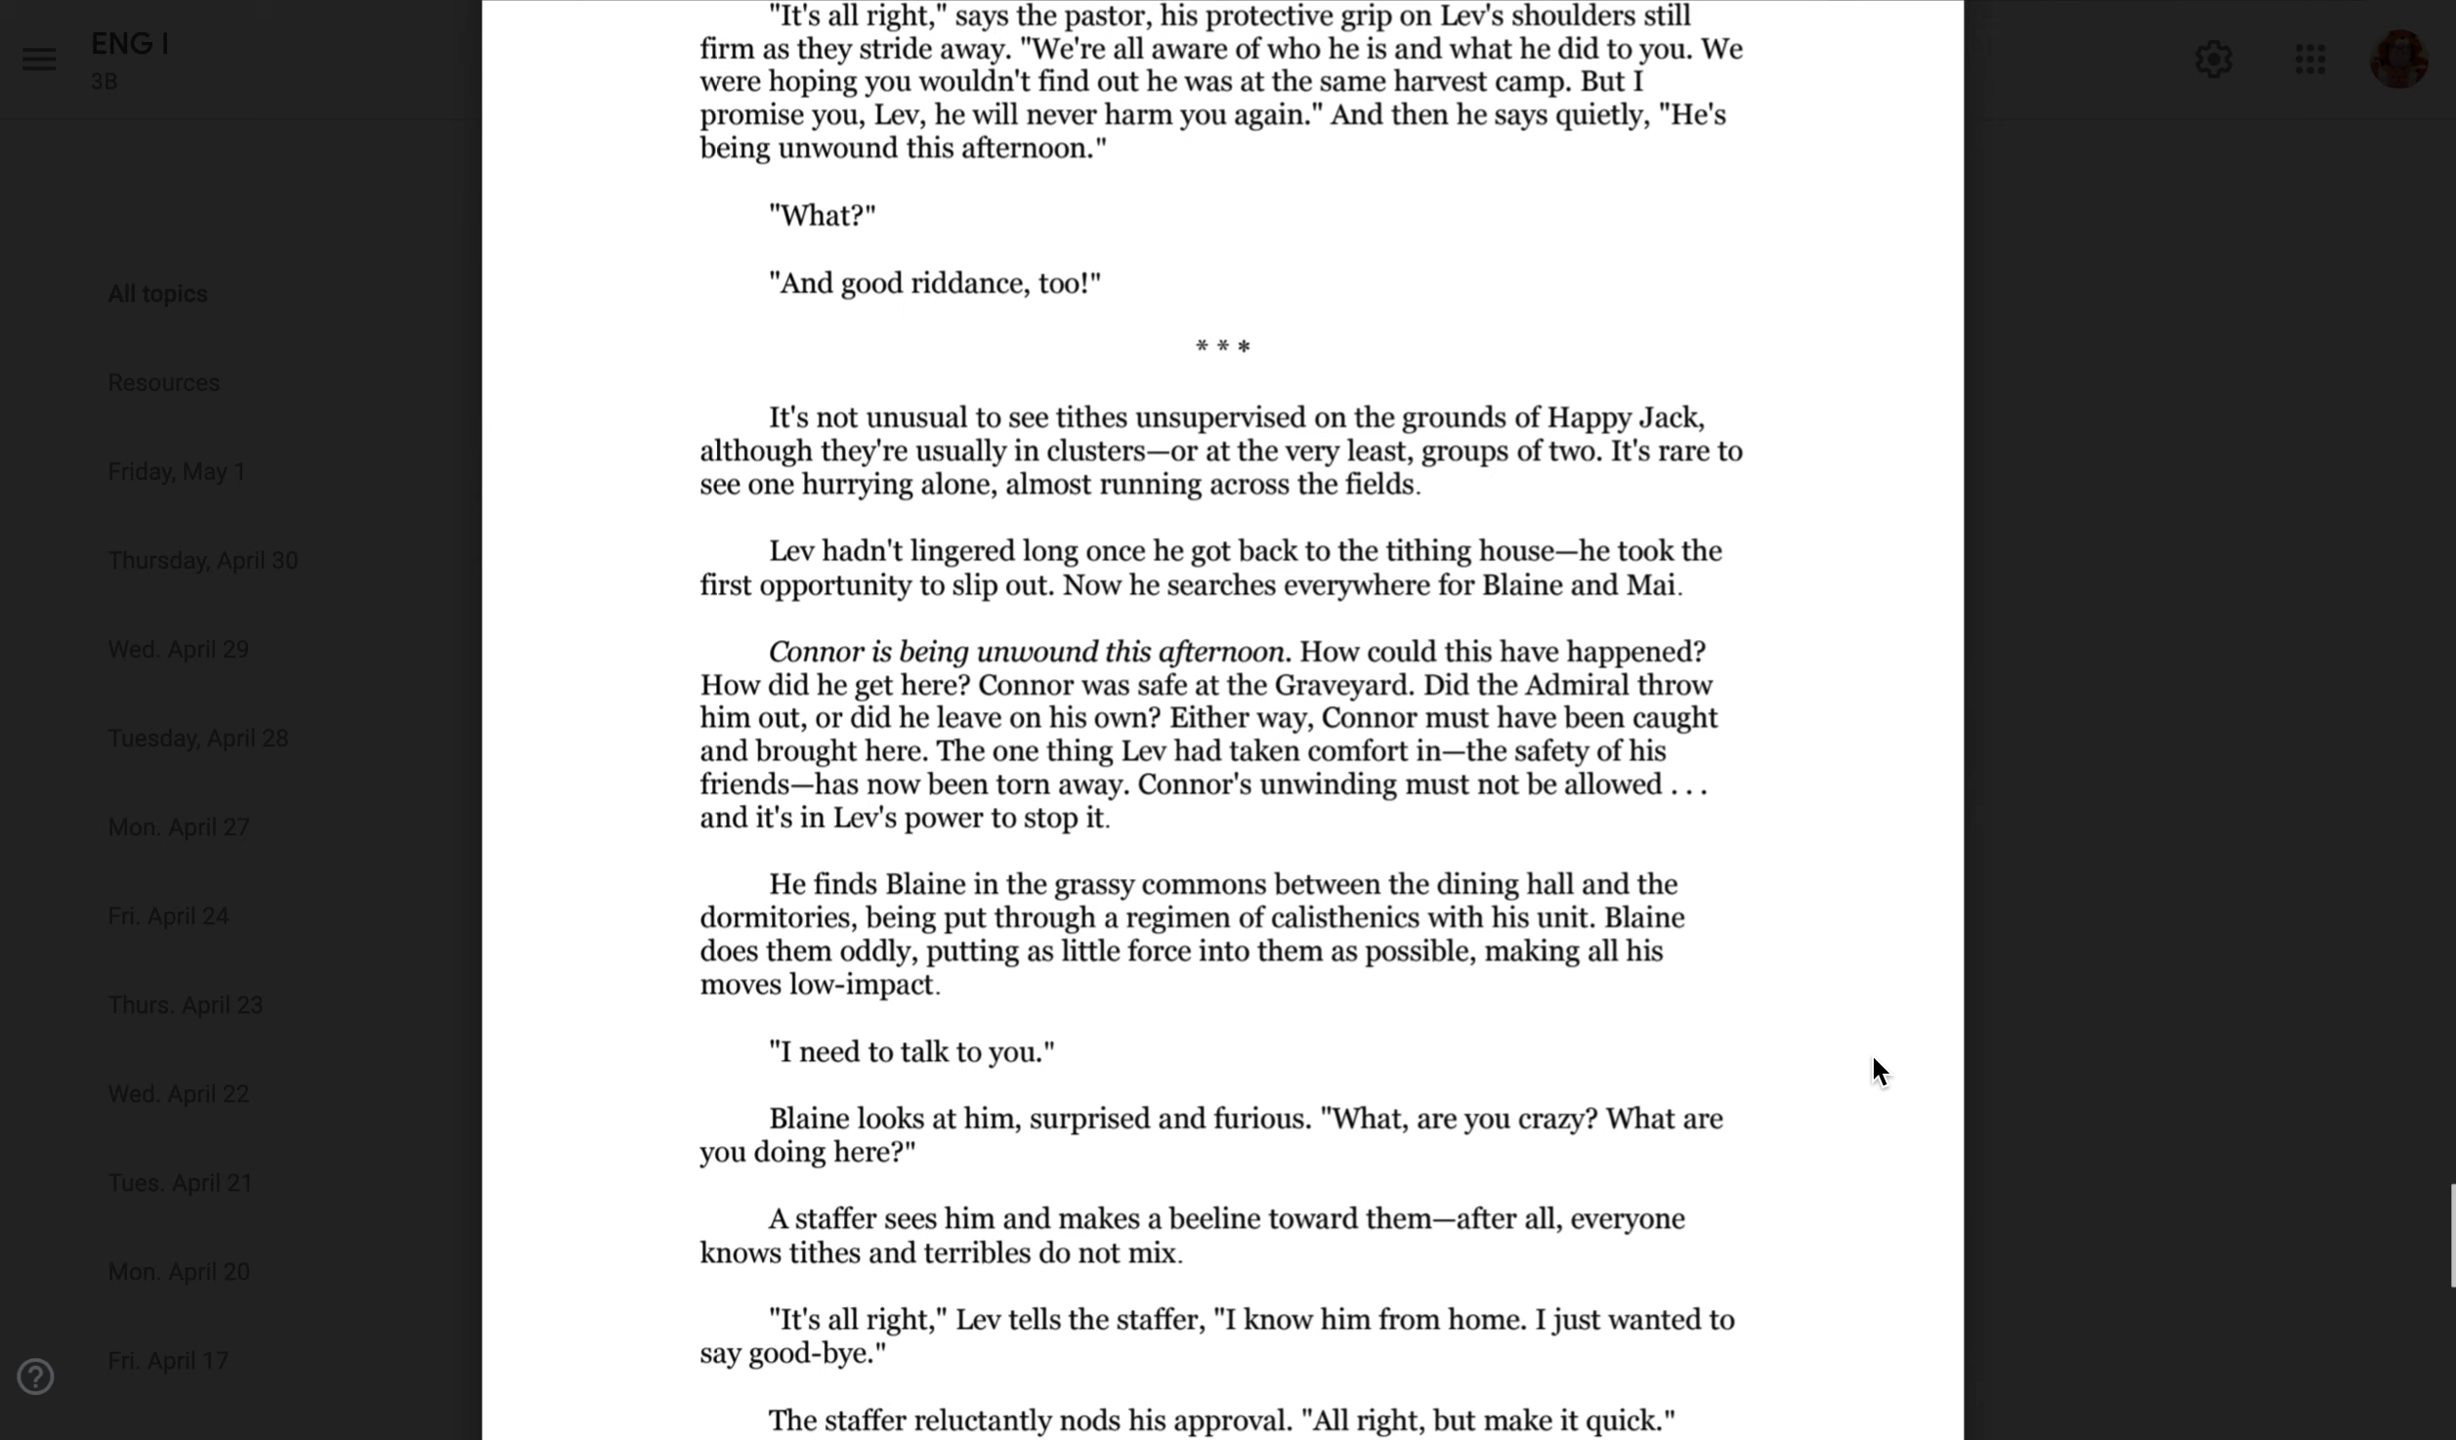 ENG I
3B
All topics
Resources
Friday, May 1
Thursday, April 30
Wed. April 29
Tuesday, April 28
Mon. April 27
Fri. April 24
Thurs. April 23
Wed. April 22
Tues. April 21
Mon. April 20
Fri. April 17
"It's all right," says the pastor, his protective grip on Lev's shoulders still
firm as they stride away. "We're all aware of who he is and what he did to you. We
were hoping you wouldn't find out he was at the same harvest camp. But I
promise you, Lev, he will never harm you again." And then he says quietly, "He's
being unwound this afternoon."
"What?"
"And good riddance, too!"
* * *
It's not unusual to see tithes unsupervised on the grounds of Happy Jack,
although they're usually in clusters—or at the very least, groups of two. It's rare to
see one hurrying alone, almost running across the fields.
Lev hadn't lingered long once he got back to the tithing house—he took the
first opportunity to slip out. Now he searches everywhere for Blaine and Mai.
Connor is being unwound this afternoon. How could this have happened?
How did he get here? Connor was safe at the Graveyard. Did the Admiral throw
him out, or did he leave on his own? Either way, Connor must have been caught
and brought here. The one thing Lev had taken comfort in—the safety of his
friends—has now been torn away. Connor's unwinding must not be allowed . . .
and it's in Lev's power to stop it.
He finds Blaine in the grassy commons between the dining hall and the
dormitories, being put through a regimen of calisthenics with his unit. Blaine
does them oddly, putting as little force into them as possible, making all his
moves low-impact.
"I need to talk to you."
Blaine looks at him, surprised and furious. "What, are you crazy? What are
you doing here?"
A staffer sees him and makes a beeline toward them—after all, everyone
knows tithes and terribles do not mix.
"It's all right," Lev tells the staffer, "I know him from home. I just wanted to
say good-bye."
The staffer reluctantly nods his approval. "All right, but make it quick."